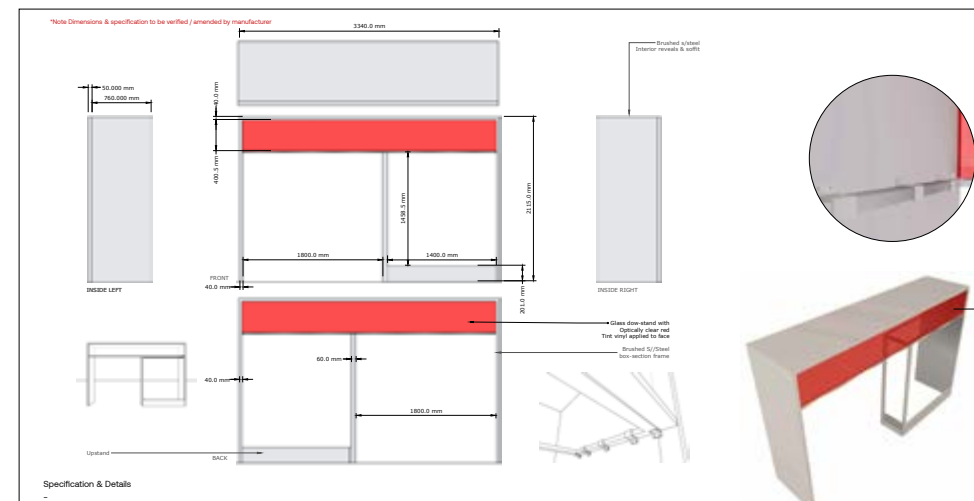 *Note Dimensions & specification to be verified / amended by manufacturer
3340.0 mm
Brushed s/steel
Interior reveals & soffit
50.000 mm
760.000 mm
40.0 mm
400.5 mm
1458.5 mm
2115.0 mm
1800.0 mm
1400.0 mm
201.0 mm
FRONT
40.0 mm
INSIDE LEFT
INSIDE RIGHT
Glass dow-stand with
Optically clear red
Tint vinyl applied to face
Brushed S//Steel
box-section frame
60.0 mm
40.0 mm
1800.0 mm
Upstand
BACK
Specification & Details